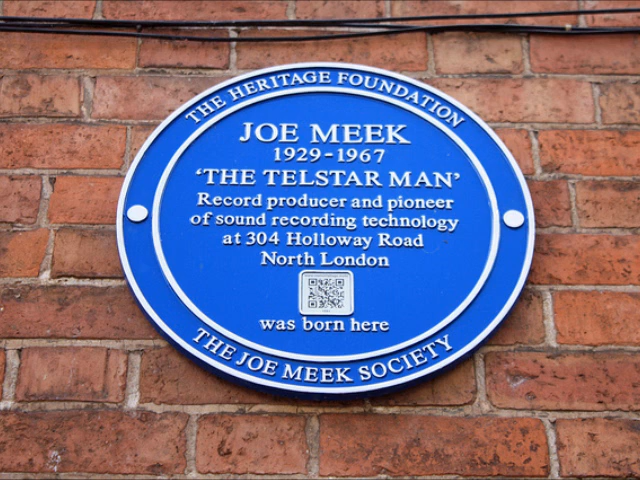 THE HERITAGE FOUNDATION
JOE MEEK
1929-1967
'THE TELSTAR MAN'
Record producer and pioneer
of sound recording technology
at 304 Holloway Road
North London
was born here
THE JOE MEEK SOCIETY